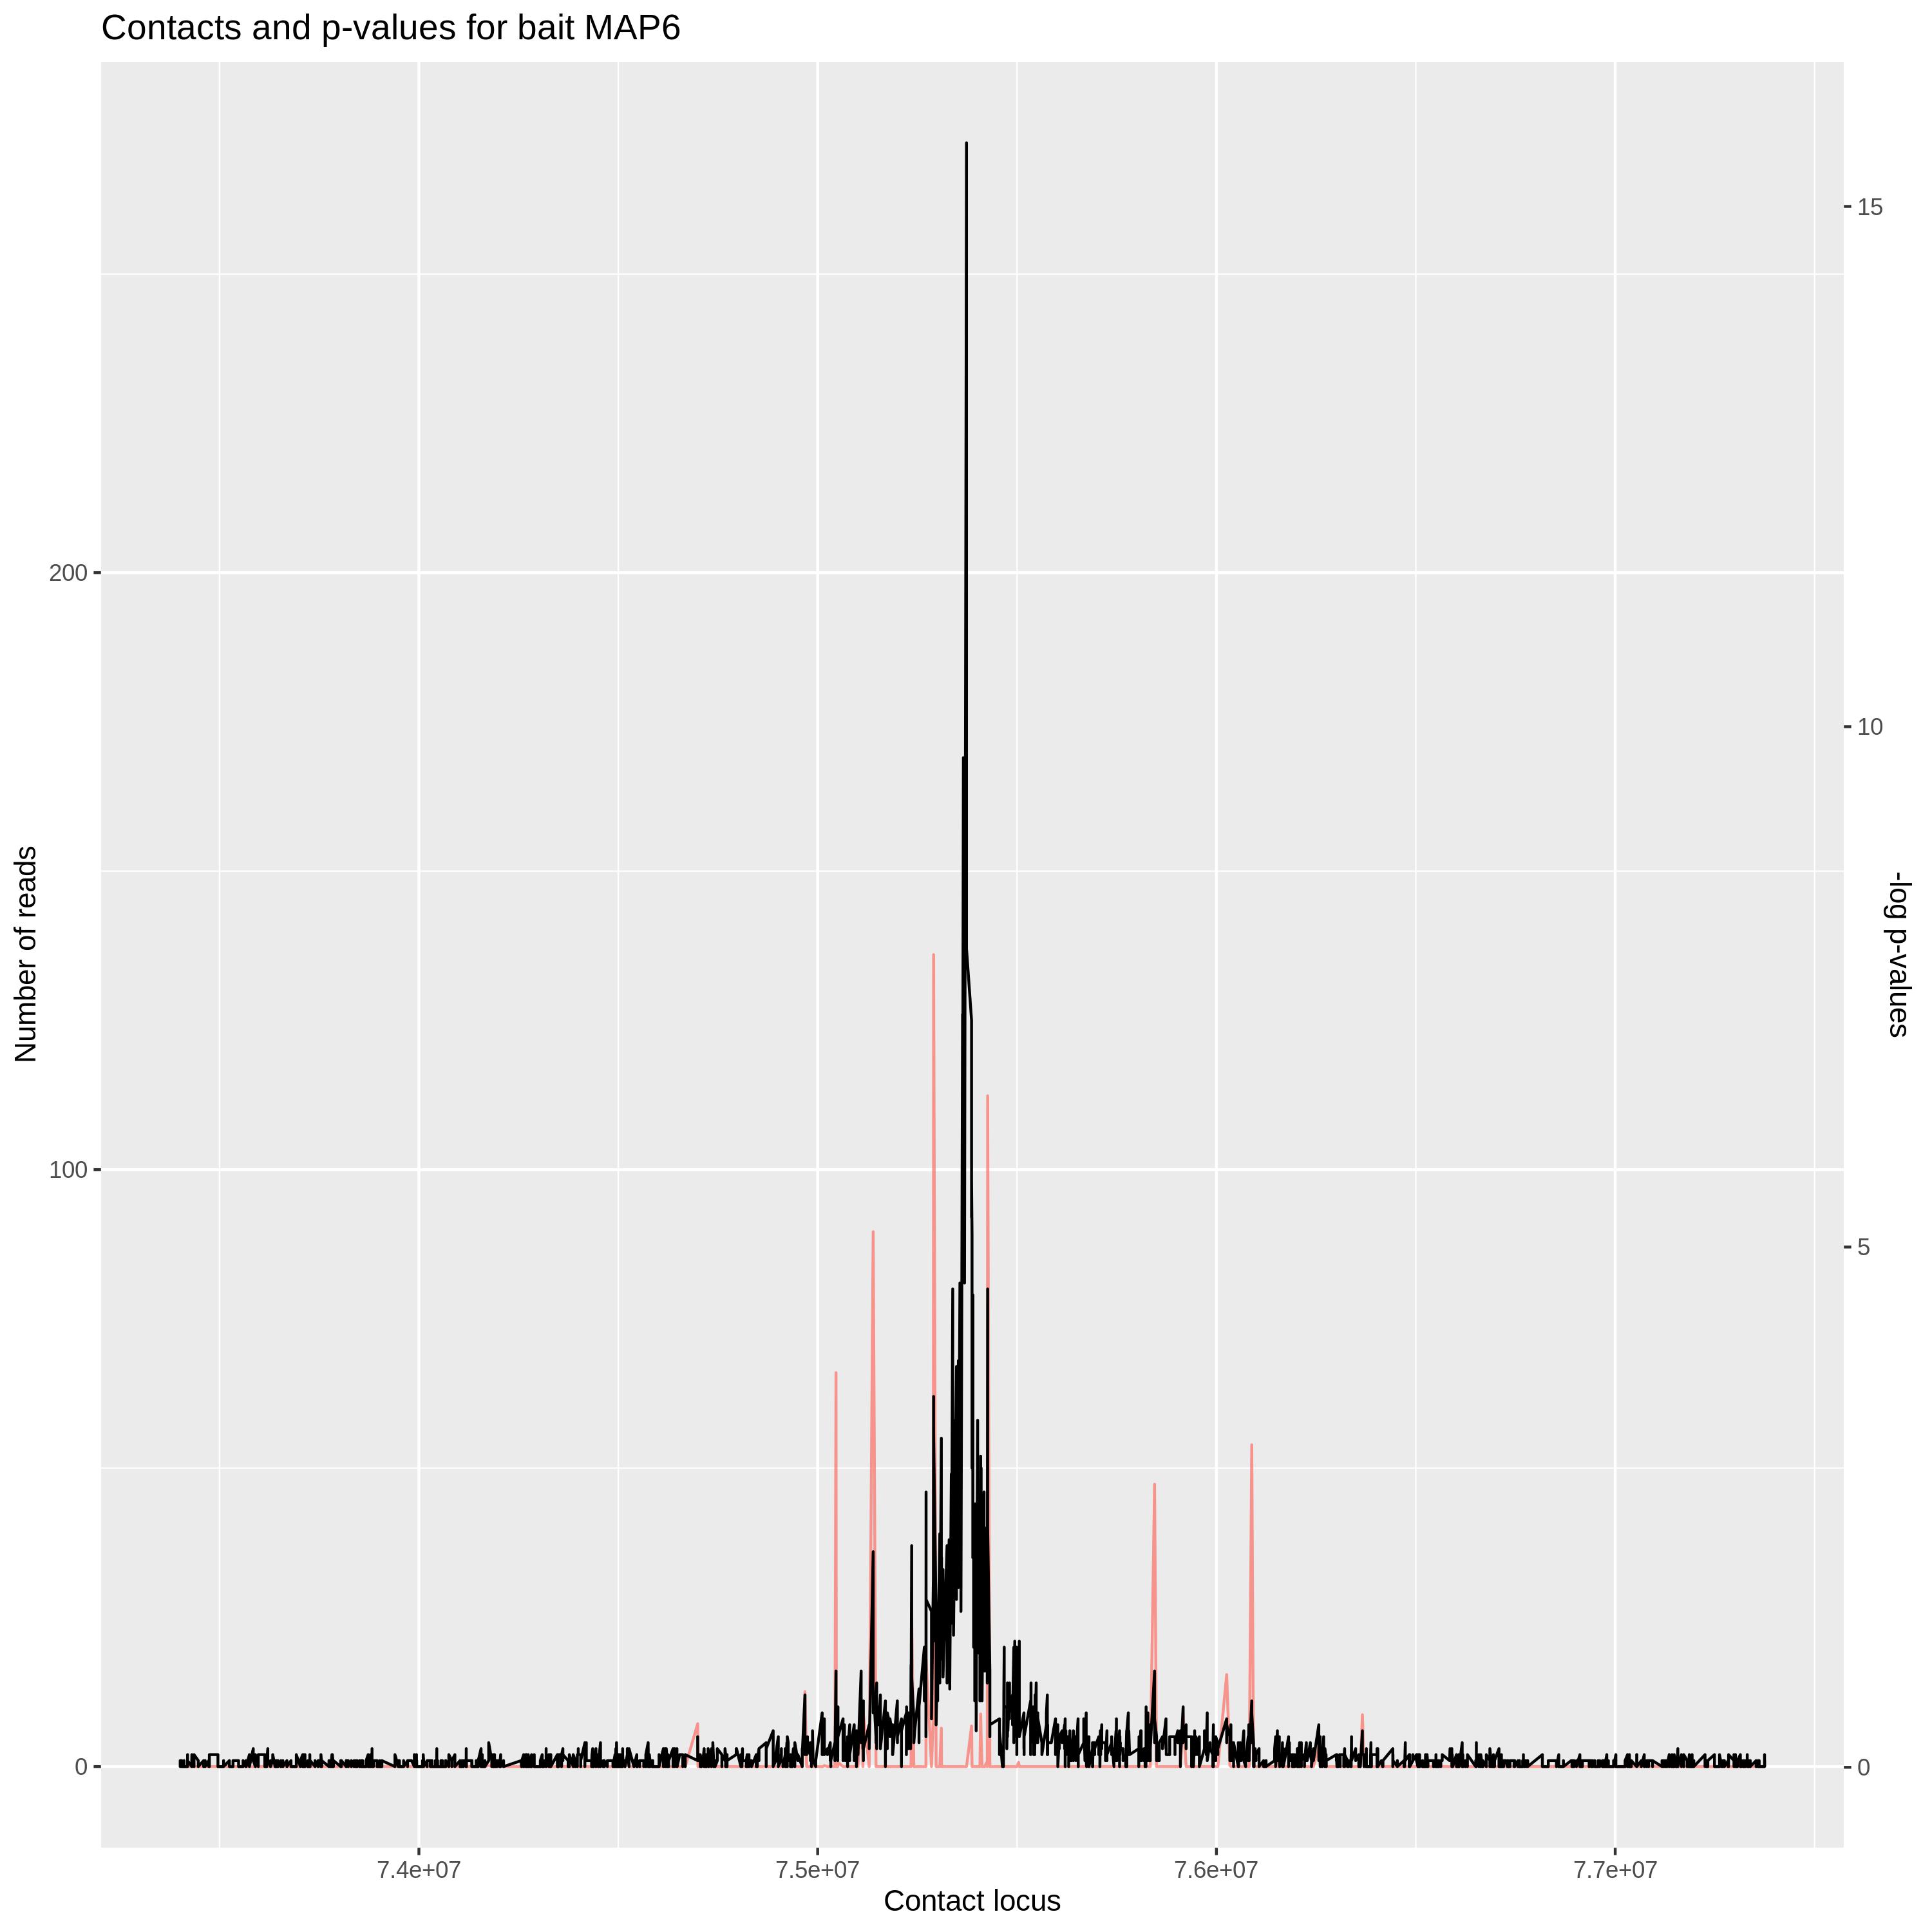 Contacts and p-values for bait MAP6
Number of reads
200
100
0
15
10
5
0
-log p-values
7.4e+07
7.5e+07
7.6e+07
7.7e+07
Contact locus